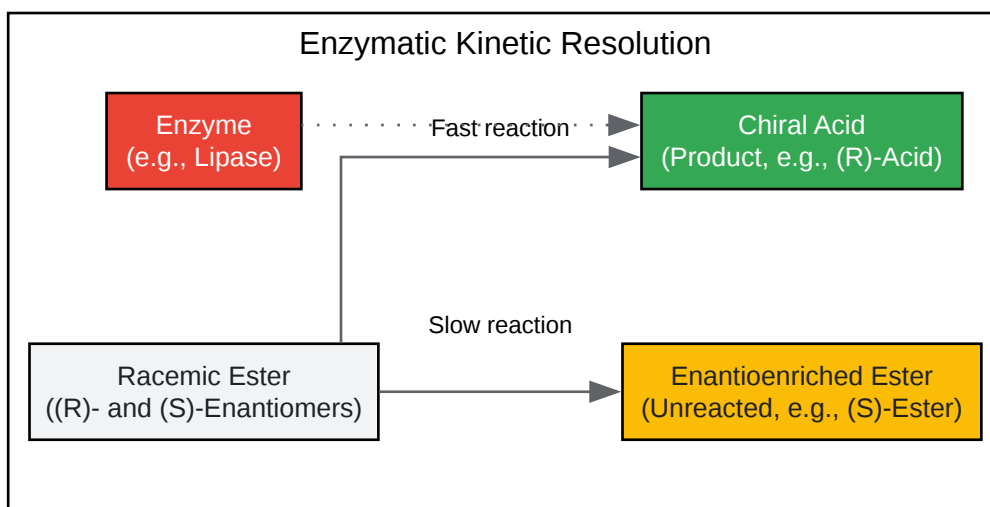 Enzymatic Kinetic Resolution
Enzyme
(e.g., Lipase)
Fast reaction
Chiral Acid
(Product, e.g., (R)-Acid)
Slow reaction
Racemic Ester
((R)- and (S)-Enantiomers)
Enantioenriched Ester
(Unreacted, e.g., (S)-Ester)